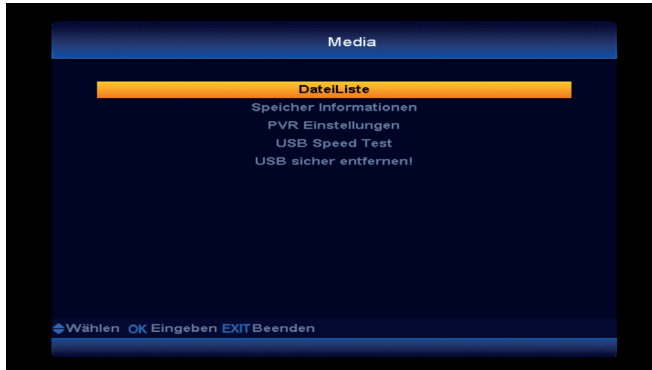 Media
DateiListe
Speicher Informationen
PVR Einstellungen
USB Speed Test
USB sicher entfernen!
Wählen OK Eingeben EXIT Beenden